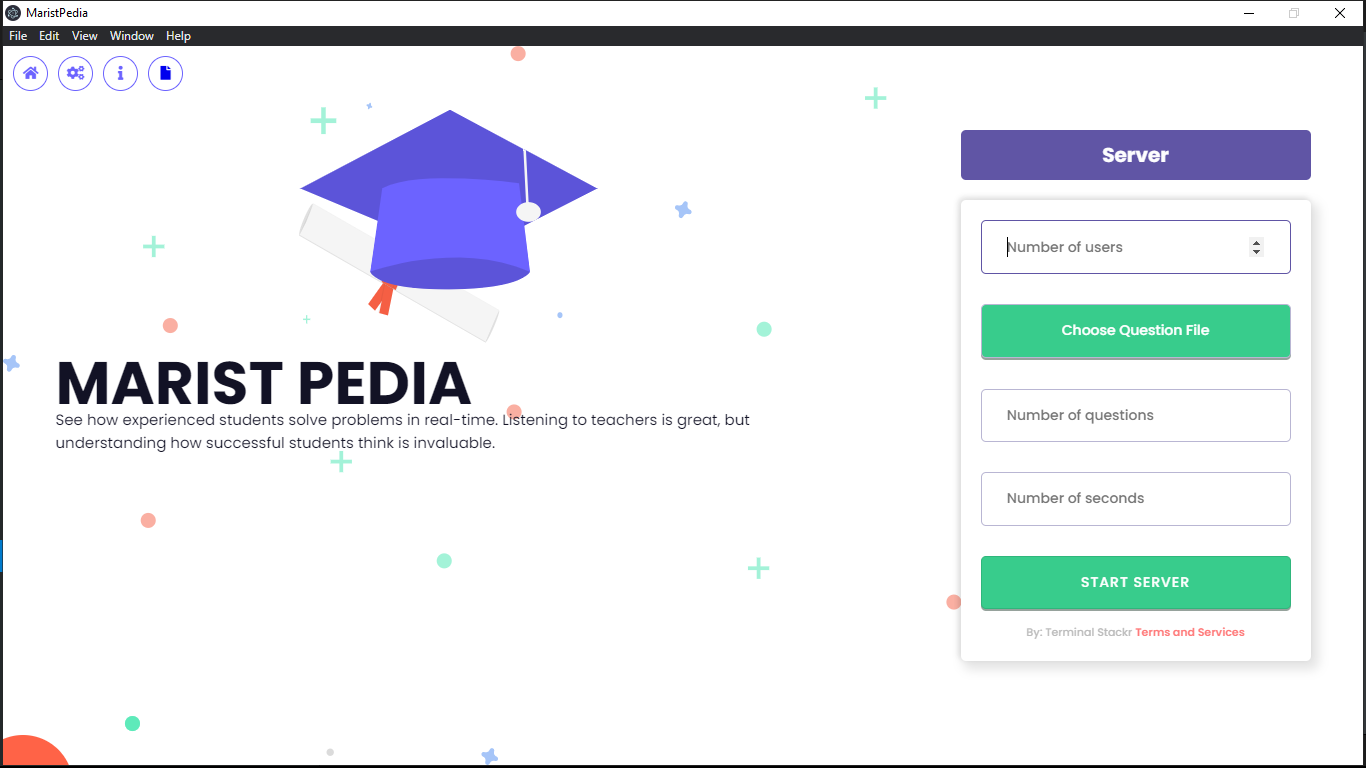 MaristPedia
File Edit View Window Help
MARIST PEDIA
See how experienced students solve problems in real-time. Listening to teachers is great, but
understanding how successful students think is invaluable.
Server
Number of users
Choose Question File
Number of questions
Number of seconds
START SERVER
By: Terminal Stackr Terms and Services